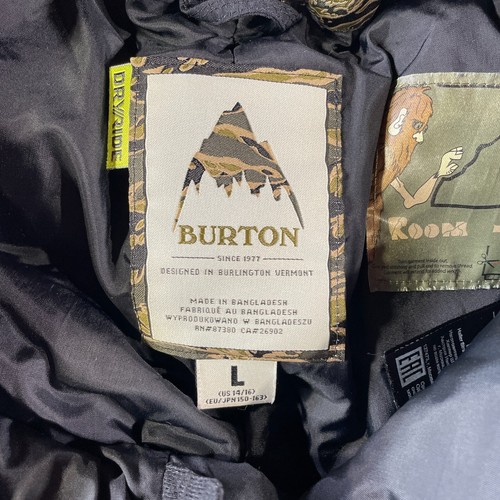 DRYRIDE
BURTON
SINCE 1977
DESIGNED IN BURLINGTON VERMONT
MADE IN BANGLADESH
FABRIQUÉ AU BANGLADESH
WYPRODUKOWANO W BANGLADESZU
RN#87380 CA#26902
L
(US 14/16)
(EU/JPN 150-163)
ROOM
EAC